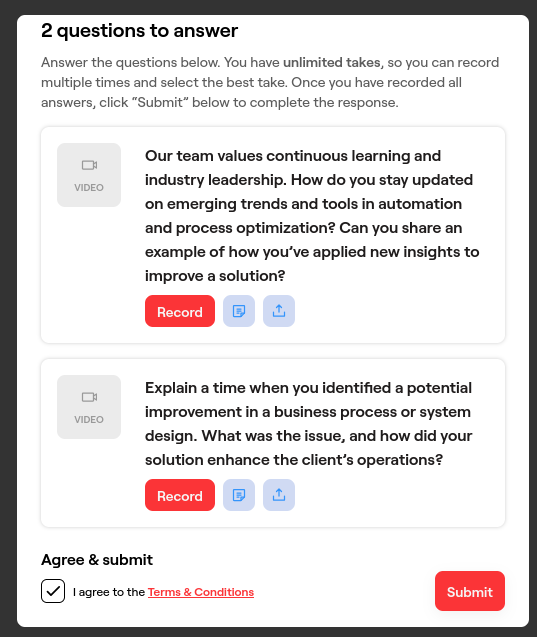 2 questions to answer
Answer the questions below. You have unlimited takes, so you can record
multiple times and select the best take. Once you have recorded all
answers, click “Submit” below to complete the response.
VIDEO
Our team values continuous learning and
industry leadership. How do you stay updated
on emerging trends and tools in automation
and process optimization? Can you share an
example of how you’ve applied new insights to
improve a solution?
Record
VIDEO
Explain a time when you identified a potential
improvement in a business process or system
design. What was the issue, and how did your
solution enhance the client’s operations?
Record
Agree & submit
I agree to the Terms & Conditions
Submit